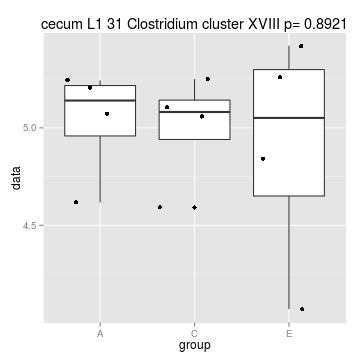 cecum L1 31 Clostridium cluster XVIII p= 0.8921
data
5.0
4.5
A
C
E
group